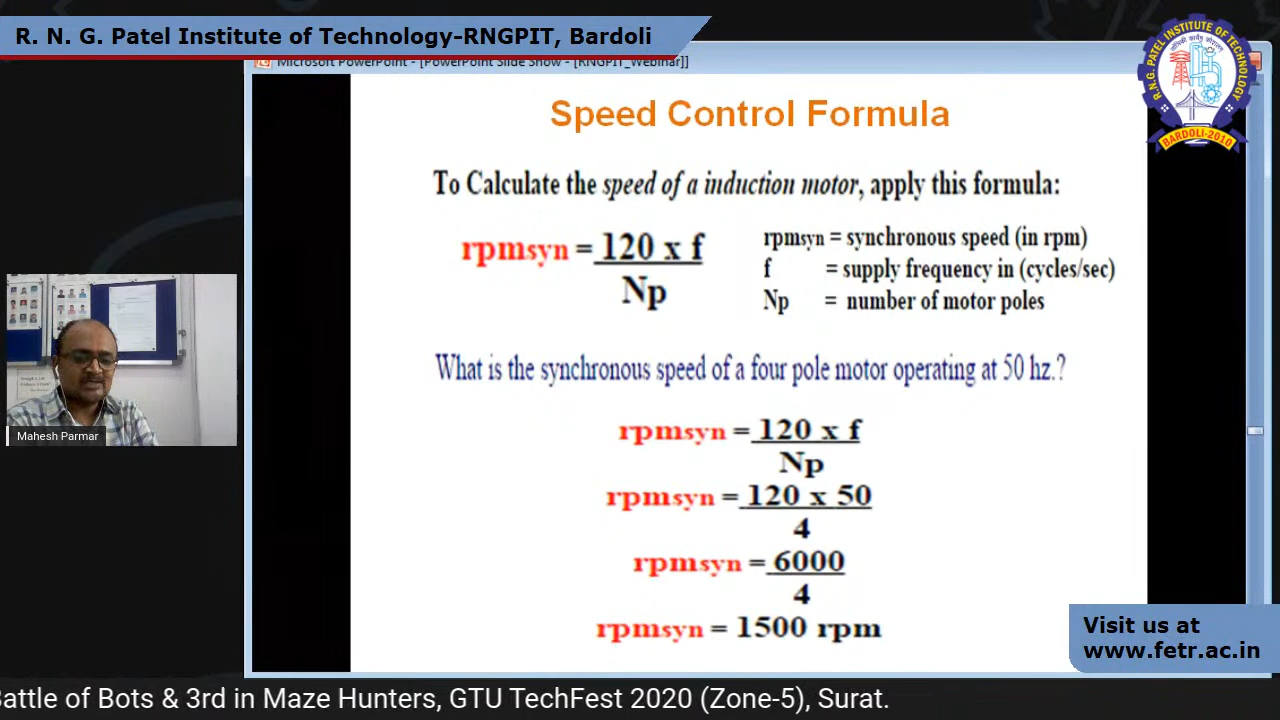 R. N. G. Patel Institute of Technology-RNGPIT, Bardoli
Microsoft PowerPoint - [PowerPoint Slide Show - [RNGPIT_Webinar]]
R. N. G. PATEL INSTITUTE OF TECHNOLOGY
BARDOLI-2010
Speed Control Formula
To Calculate the speed of a induction motor, apply this formula:
rpmsyn = 120 x f
Np
rpmsyn = synchronous speed (in rpm)
f = supply frequency in (cycles/sec)
Np = number of motor poles
What is the synchronous speed of a four pole motor operating at 50 hz.?
rpmsyn = 120 x f
Np
rpmsyn = 120 x 50
4
rpmsyn = 6000
4
rpmsyn = 1500 rpm
Mahesh Parmar
Visit us at
www.fetr.ac.in
Battle of Bots & 3rd in Maze Hunters, GTU TechFest 2020 (Zone-5), Surat.